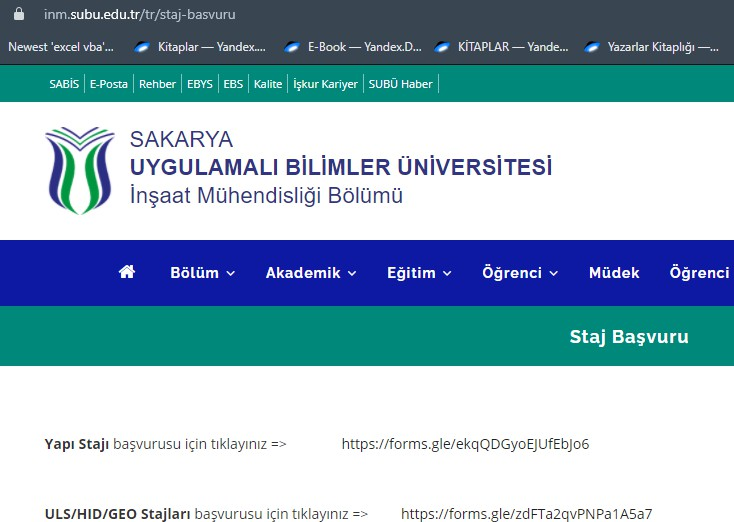 inm.subu.edu.tr/tr/staj-basvuru
Newest 'excel vba'... Kitaplar — Yandex.... E-Book — Yandex.D... KİTAPLAR — Yande... Yazarlar Kitaplığı —...
SABİS E-Posta Rehber EBYS EBS Kalite İşkur Kariyer SUBÜ Haber
SAKARYA
UYGULAMALI BİLİMLER ÜNİVERSİTESİ
İnşaat Mühendisliği Bölümü
Bölüm Akademik Eğitim Öğrenci Müdek Öğrenci
Staj Başvuru
Yapı Stajı başvurusu için tıklayınız => https://forms.gle/ekqQDGyoEJUfEbJo6
ULS/HID/GEO Stajları başvurusu için tıklayınız => https://forms.gle/zdFTa2qvPNPa1A5a7